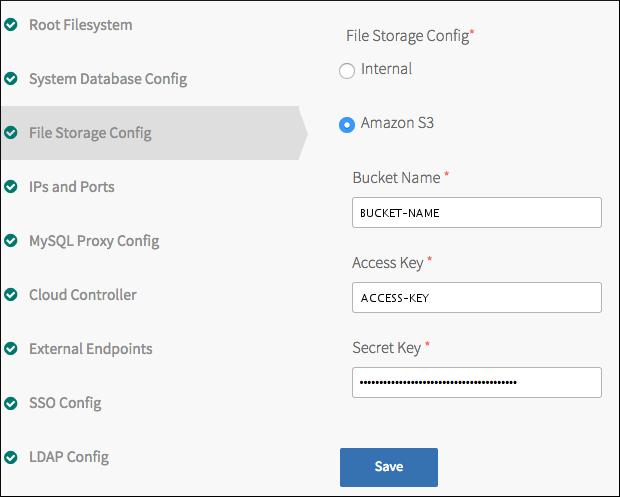 Root Filesystem
System Database Config
File Storage Config
IPs and Ports
MySQL Proxy Config
Cloud Controller
External Endpoints
SSO Config
LDAP Config
File Storage Config*
Internal
Amazon S3
Bucket Name *
BUCKET-NAME
Access Key *
ACCESS-KEY
Secret Key *
••••••••••••••••••••••••••••••••••••••••
Save